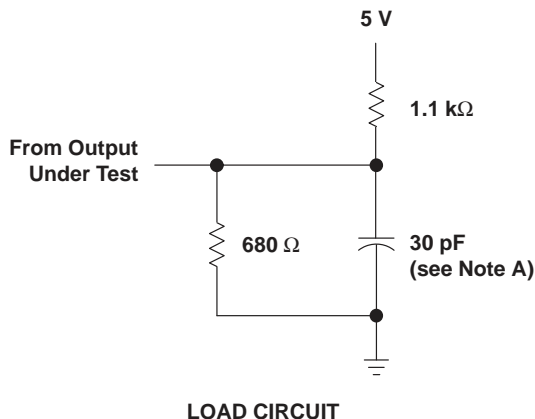 5 V
1.1 kΩ
From Output
Under Test
680 Ω
30 pF
(see Note A)
LOAD CIRCUIT